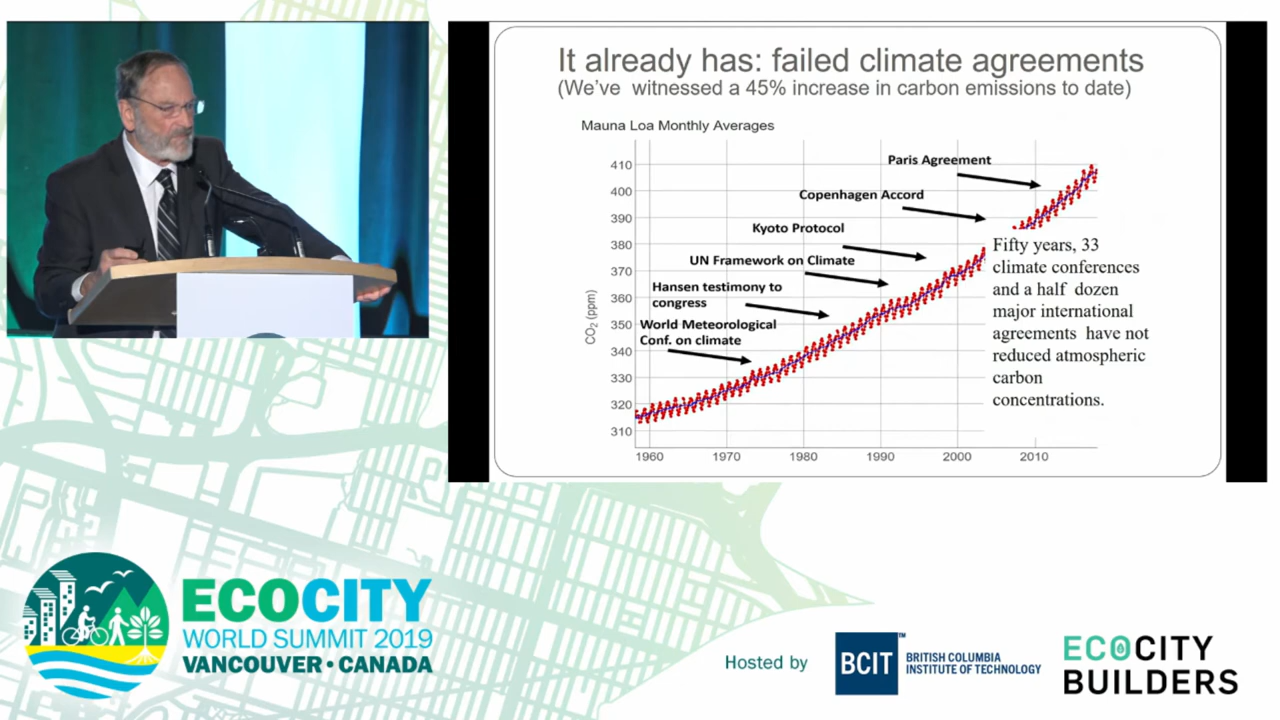 It already has: failed climate agreements
(We've witnessed a 45% increase in carbon emissions to date)
Mauna Loa Monthly Averages
CO2 (ppm)
410
400
390
380
370
360
350
340
330
320
310
1960
1970
1980
1990
2000
2010
Paris Agreement
Copenhagen Accord
Kyoto Protocol
UN Framework on Climate
Hansen testimony to
congress
World Meteorological
Conf. on climate
Fifty years, 33
climate conferences
and a half dozen
major international
agreements have not
reduced atmospheric
carbon
concentrations.
ECOCITY
WORLD SUMMIT 2019
VANCOUVER • CANADA
Hosted by
BCIT™
BRITISH COLUMBIA
INSTITUTE OF TECHNOLOGY
ECOCITY
BUILDERS